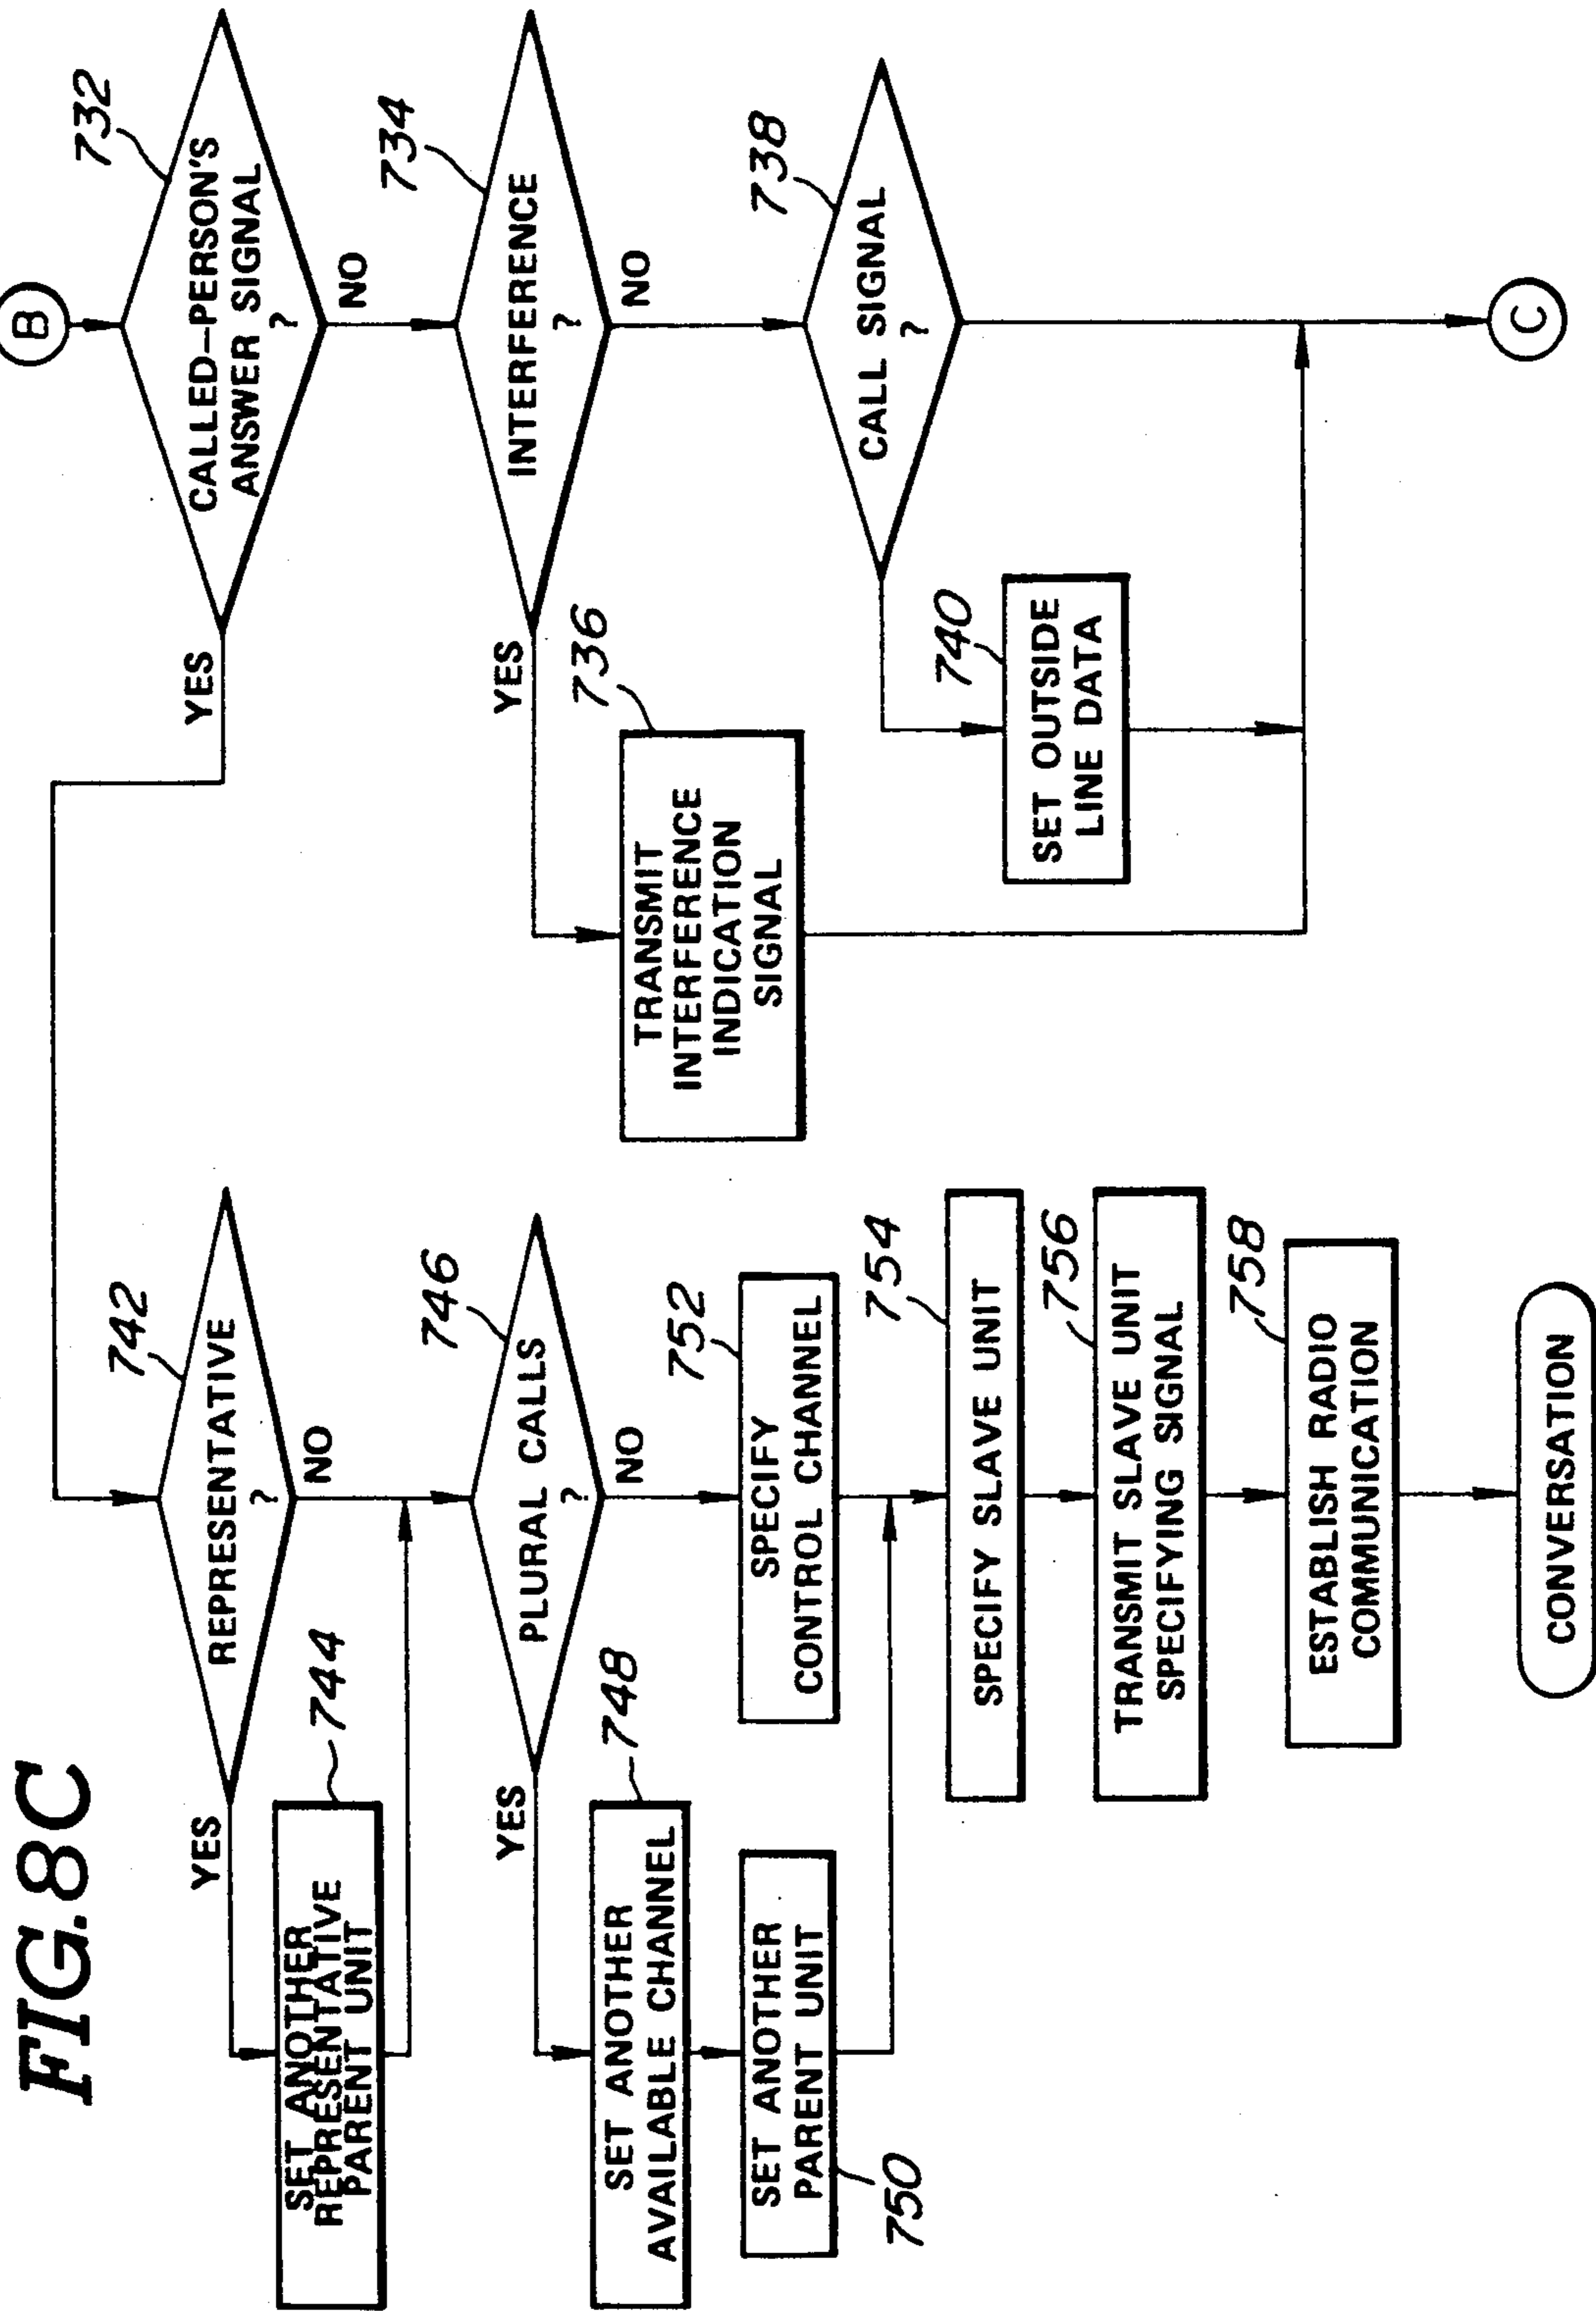 FIG.8C
B
732
CALLED-PERSON'S
ANSWER SIGNAL
?
YES
NO
734
INTERFERENCE
?
YES
NO
736
TRANSMIT
INTERFERENCE
INDICATION
SIGNAL
738
CALL SIGNAL
?
740
SET OUTSIDE
LINE DATA
C
742
REPRESENTATIVE
?
YES
NO
744
SET ANOTHER
REPRESENTATIVE
PARENT UNIT
746
PLURAL CALLS
?
YES
NO
748
SET ANOTHER
AVAILABLE CHANNEL
750
SET ANOTHER
PARENT UNIT
752
SPECIFY
CONTROL CHANNEL
754
SPECIFY SLAVE UNIT
756
TRANSMIT SLAVE UNIT
SPECIFYING SIGNAL
758
ESTABLISH RADIO
COMMUNICATION
CONVERSATION